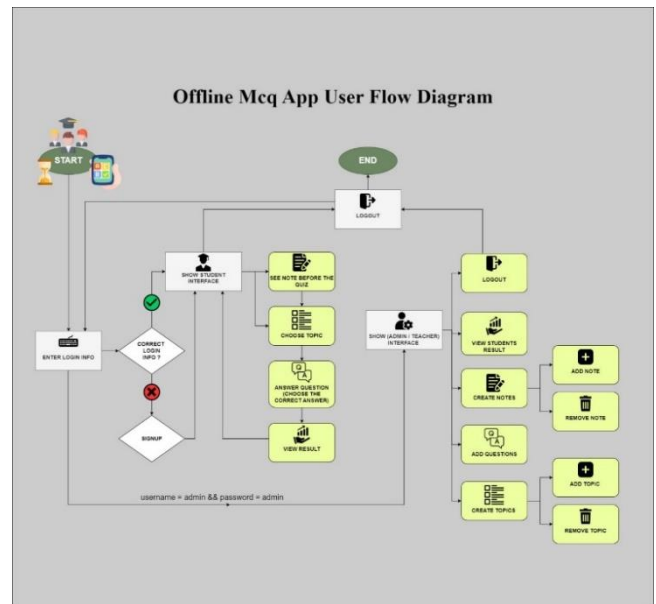 Offline Mcq App User Flow Diagram
START
END
LOGOUT
SHOW STUDENT
INTERFACE
SEE NOTE BEFORE THE
QUIZ
LOGOUT
CHOOSE TOPIC
SHOW (ADMIN / TEACHER)
INTERFACE
VIEW STUDENTS
RESULT
ENTER LOGIN INFO
CORRECT
LOGIN
INFO ?
ADD NOTE
Q
A
ANSWER QUESTION
(CHOOSE THE
CORRECT ANSWER)
CREATE NOTES
REMOVE NOTE
SIGNUP
VIEW RESULT
Q
A
ADD QUESTIONS
ADD TOPIC
username = admin && password = admin
CREATE TOPICS
REMOVE TOPIC